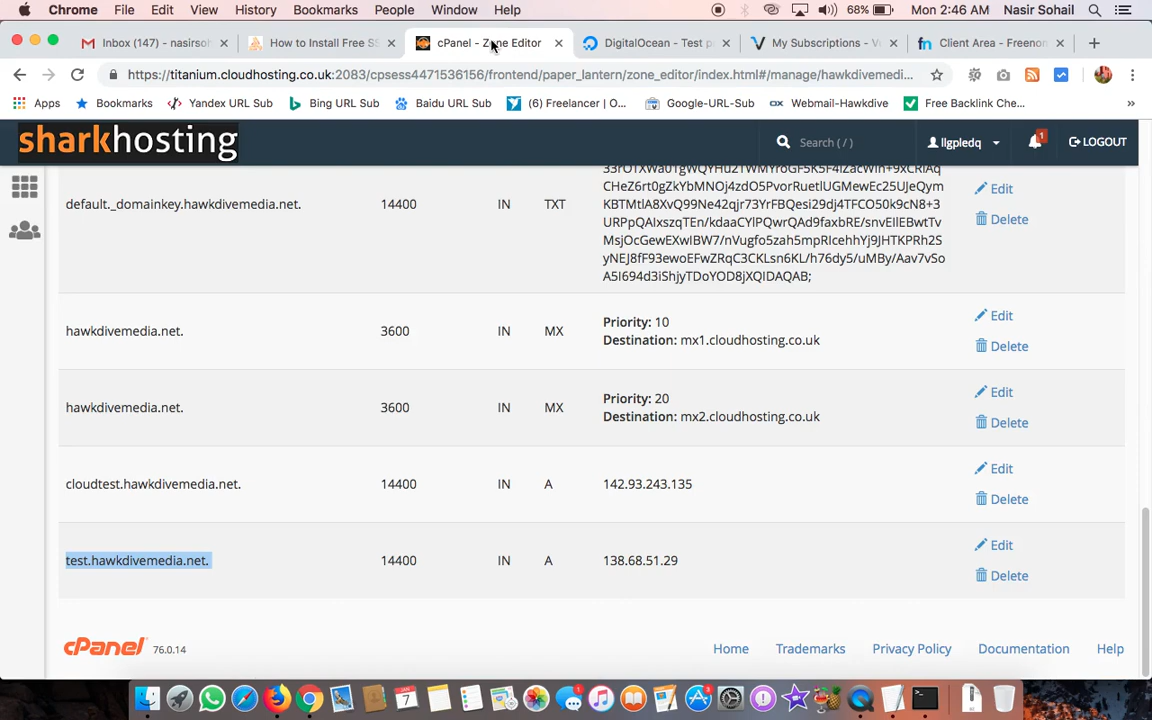 Chrome File Edit View History Bookmarks People Window Help 68% Mon 2:46 AM Nasir Sohail
Inbox (147) - nasirso How to Install Free SS cPanel - Zone Editor DigitalOcean - Test p My Subscriptions - V Client Area - Freenom
https://titanium.cloudhosting.co.uk:2083/cpsess4471536156/frontend/paper_lantern/zone_editor/index.html#/manage/hawkdivemedi...
Apps Bookmarks Yandex URL Sub Bing URL Sub Baidu URL Sub (6) Freelancer | O... Google-URL-Sub Webmail-Hawkdive Free Backlink Che... »
sharkhosting Search ( / ) llgpledq 1 LOGOUT
CHeZ6rt0gZkYbMNOj4zdO5PvorRuetlUGMewEc25UJeQym
Edit
default._domainkey.hawkdivemedia.net. 14400 IN TXT
KBTMtlA8XvQ99Ne42qjr73YrFBQesi29dj4TFCO50k9cN8+3
URPpQAIxszqTEn/kdaaCYlPQwrQAd9faxbRE/snvEIlEBwtTv
Delete
MsjOcGewEXwIBW7/nVugfo5zah5mpRIcehhYj9JHTKPRh2S
yNEJ8fF93ewoEFwZRqC3CKLsn6KL/h76dy5/uMBy/Aav7vSo
A5I694d3iShjyTDoYOD8jXQIDAQAB;
hawkdivemedia.net. 3600 IN MX
Priority: 10
Destination: mx1.cloudhosting.co.uk
Edit
Delete
hawkdivemedia.net. 3600 IN MX
Priority: 20
Destination: mx2.cloudhosting.co.uk
Edit
Delete
cloudtest.hawkdivemedia.net. 14400 IN A 142.93.243.135
Edit
Delete
test.hawkdivemedia.net. 14400 IN A 138.68.51.29
Edit
Delete
cPanel 76.0.14 Home Trademarks Privacy Policy Documentation Help